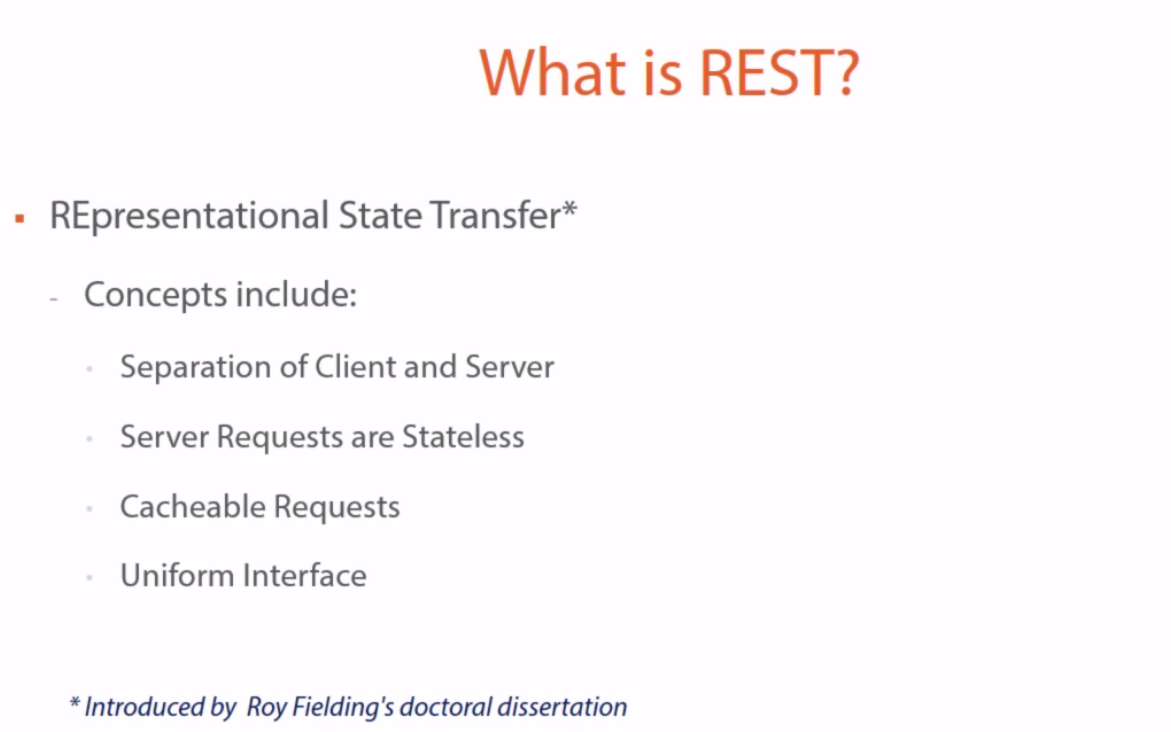 What is REST?
▪ REpresentational State Transfer*
- Concepts include:
• Separation of Client and Server
• Server Requests are Stateless
• Cacheable Requests
• Uniform Interface
* Introduced by Roy Fielding's doctoral dissertation